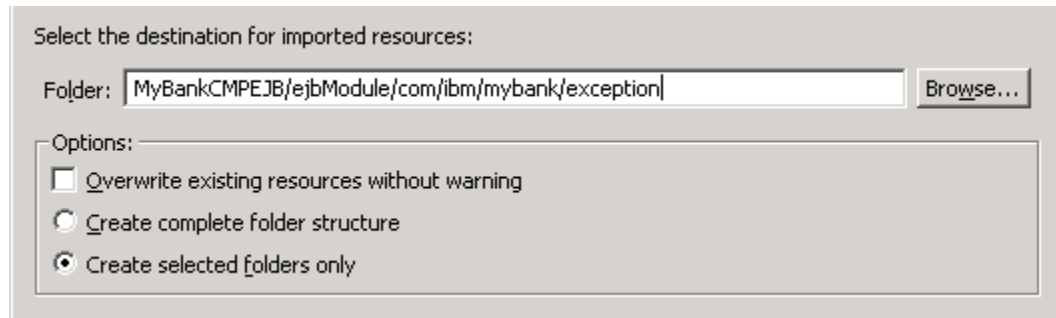 Select the destination for imported resources:
Folder: MyBankCMPEJB/ejbModule/com/ibm/mybank/exception Browse...
Options:
Overwrite existing resources without warning
Create complete folder structure
Create selected folders only